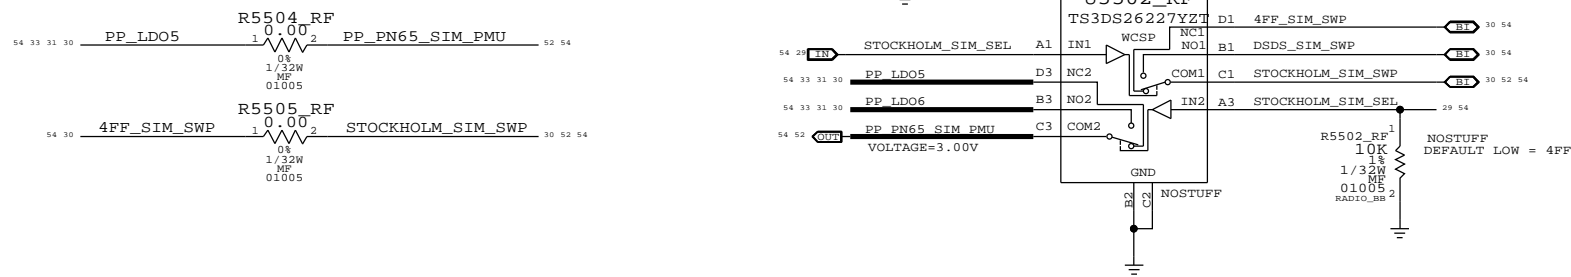 R5504_RF
0.00
54 33 31 30 PP_LDO5 1 2 PP_PN65_SIM_PMU 52 54
0%
1/32W
MF
01005
R5505_RF
0.00
54 30 4FF_SIM_SWP 1 2 STOCKHOLM_SIM_SWP 30 52 54
0%
1/32W
MF
01005
TS3DS26227YZT
WCSP
D1 4FF_SIM_SWP BI 30 54
NC1
NO1 B1 DSDS_SIM_SWP BI 30 54
54 29 IN STOCKHOLM_SIM_SEL A1 IN1
54 33 31 30 PP_LDO5 D3 NC2
COM1 C1 STOCKHOLM_SIM_SWP BI 30 52 54
54 33 31 30 PP_LDO6 B3 NO2
IN2 A3 STOCKHOLM_SIM_SEL 29 54
54 52 OUT PP_PN65_SIM_PMU C3 COM2
VOLTAGE=3.00V
GND
B2 C2 NOSTUFF
R5502_RF 1
10K
1%
1/32W
MF
01005
RADIO_BB 2
NOSTUFF
DEFAULT LOW = 4FF